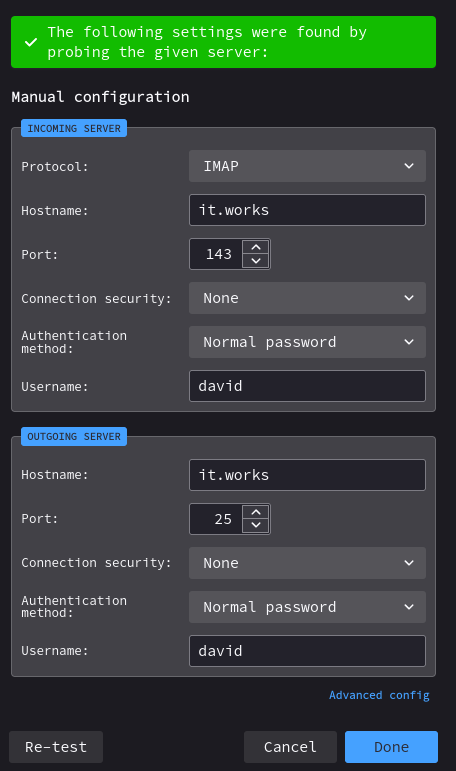 The following settings were found by
probing the given server:
Manual configuration
INCOMING SERVER
Protocol:
IMAP
Hostname:
it.works
Port:
143
Connection security:
None
Authentication
method:
Normal password
Username:
david
OUTGOING SERVER
Hostname:
it.works
Port:
25
Connection security:
None
Authentication
method:
Normal password
Username:
david
Advanced config
Re-test
Cancel
Done